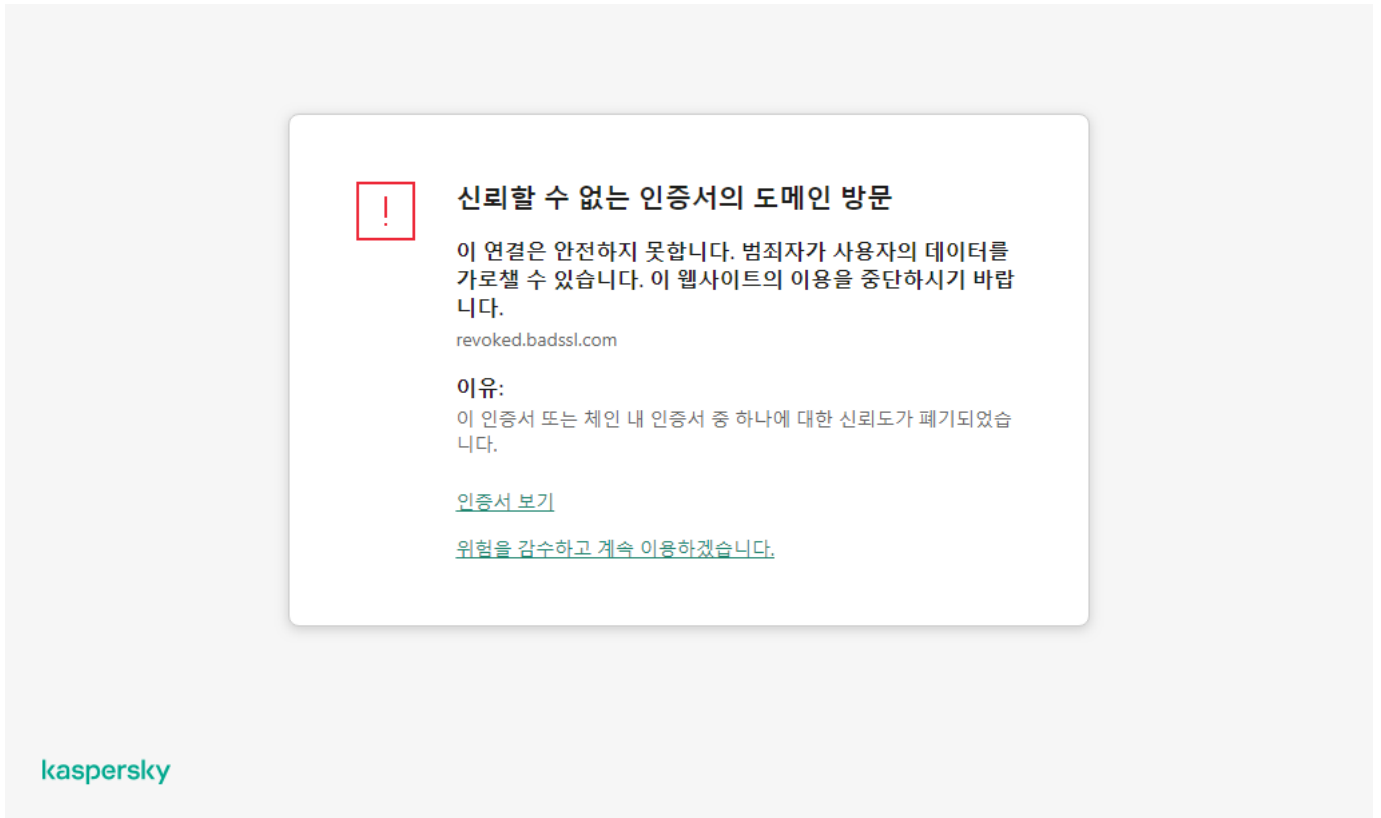 !
신뢰할 수 없는 인증서의 도메인 방문
이 연결은 안전하지 못합니다. 범죄자가 사용자의 데이터를
가로챌 수 있습니다. 이 웹사이트의 이용을 중단하시기 바랍
니다.
revoked.badssl.com
이유:
이 인증서 또는 체인 내 인증서 중 하나에 대한 신뢰도가 폐기되었습
니다.
인증서 보기
위험을 감수하고 계속 이용하겠습니다.
kaspersky